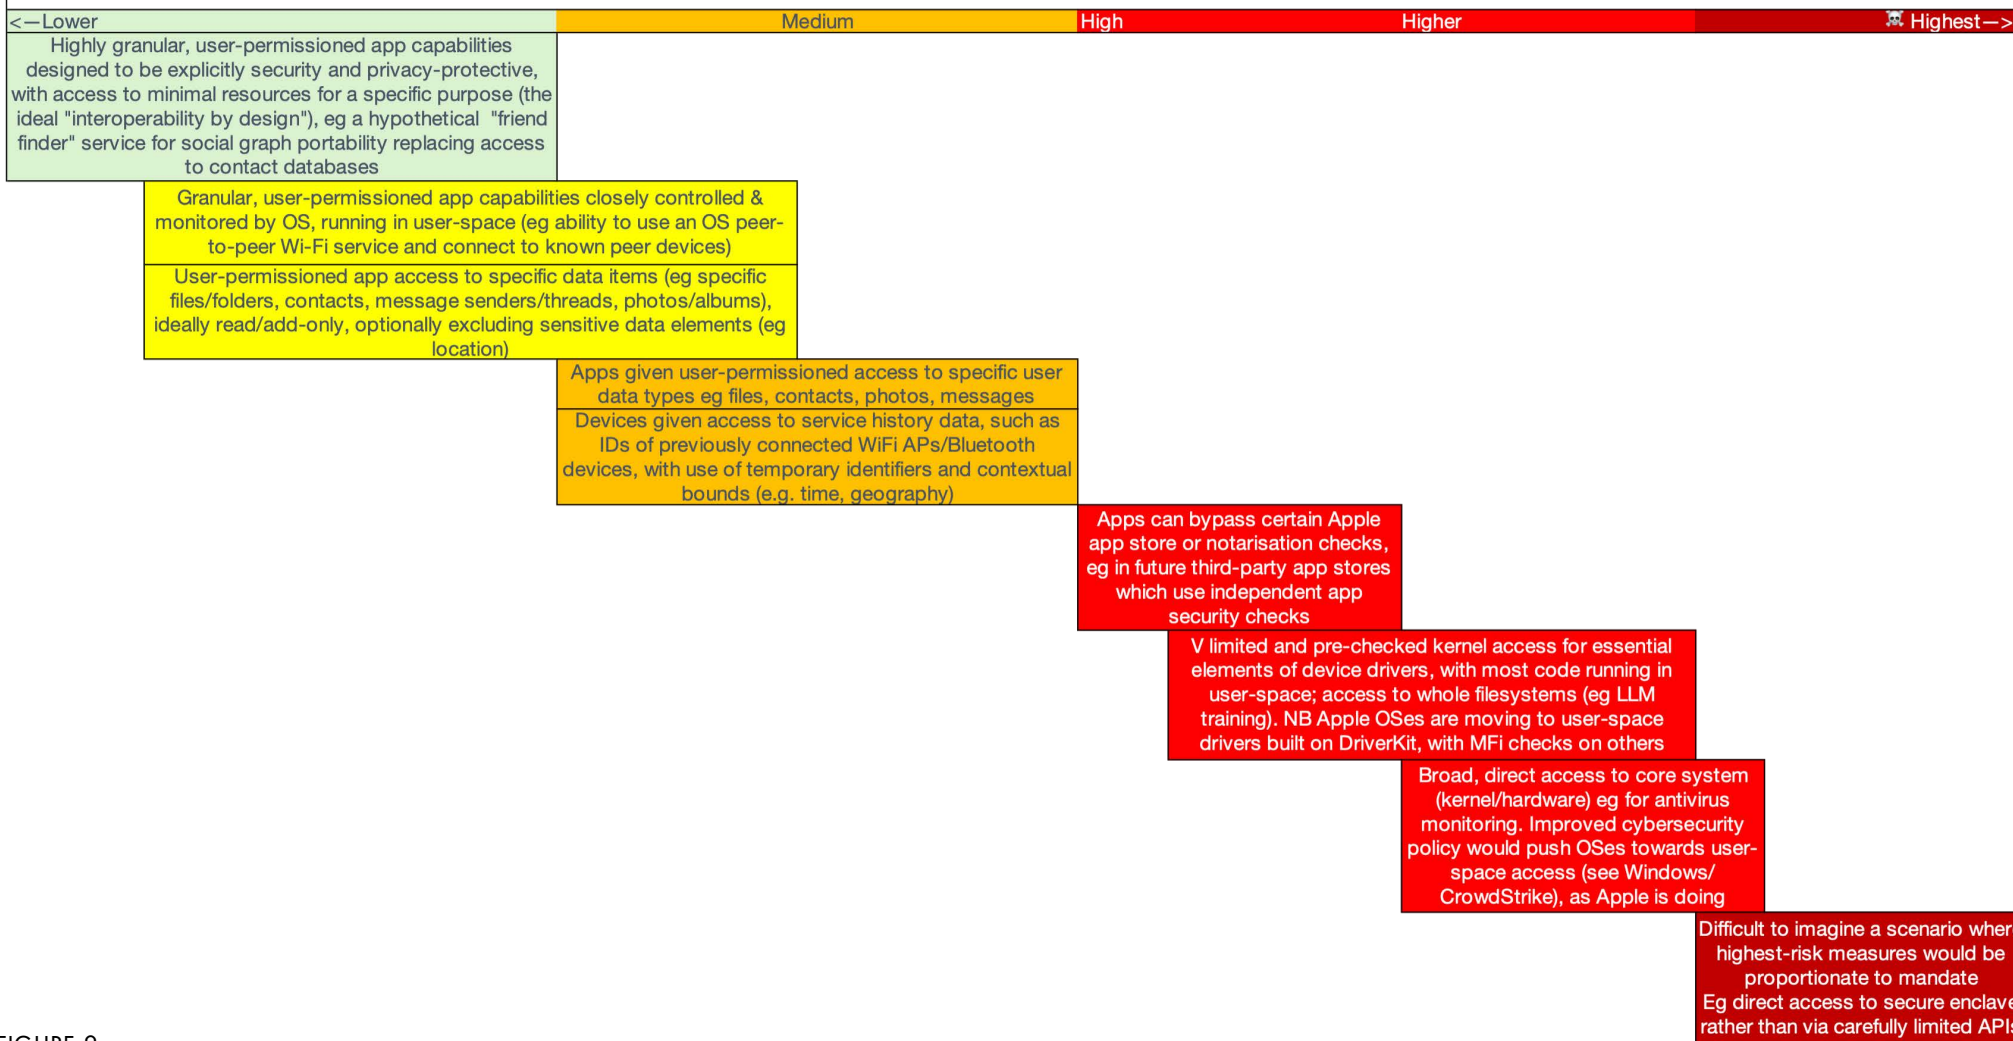 <—Lower
Medium
High
Higher
☠ Highest—>
Highly granular, user-permissioned app capabilities
designed to be explicitly security and privacy-protective,
with access to minimal resources for a specific purpose (the
ideal "interoperability by design"), eg a hypothetical "friend
finder" service for social graph portability replacing access
to contact databases
Granular, user-permissioned app capabilities closely controlled &
monitored by OS, running in user-space (eg ability to use an OS peer-
to-peer Wi-Fi service and connect to known peer devices)
User-permissioned app access to specific data items (eg specific
files/folders, contacts, message senders/threads, photos/albums),
ideally read/add-only, optionally excluding sensitive data elements (eg
location)
Apps given user-permissioned access to specific user
data types eg files, contacts, photos, messages
Devices given access to service history data, such as
IDs of previously connected WiFi APs/Bluetooth
devices, with use of temporary identifiers and contextual
bounds (e.g. time, geography)
Apps can bypass certain Apple
app store or notarisation checks,
eg in future third-party app stores
which use independent app
security checks
V limited and pre-checked kernel access for essential
elements of device drivers, with most code running in
user-space; access to whole filesystems (eg LLM
training). NB Apple OSes are moving to user-space
drivers built on DriverKit, with MFi checks on others
Broad, direct access to core system
(kernel/hardware) eg for antivirus
monitoring. Improved cybersecurity
policy would push OSes towards user-
space access (see Windows/
CrowdStrike), as Apple is doing
Difficult to imagine a scenario where
highest-risk measures would be
proportionate to mandate
Eg direct access to secure enclave
rather than via carefully limited APIs